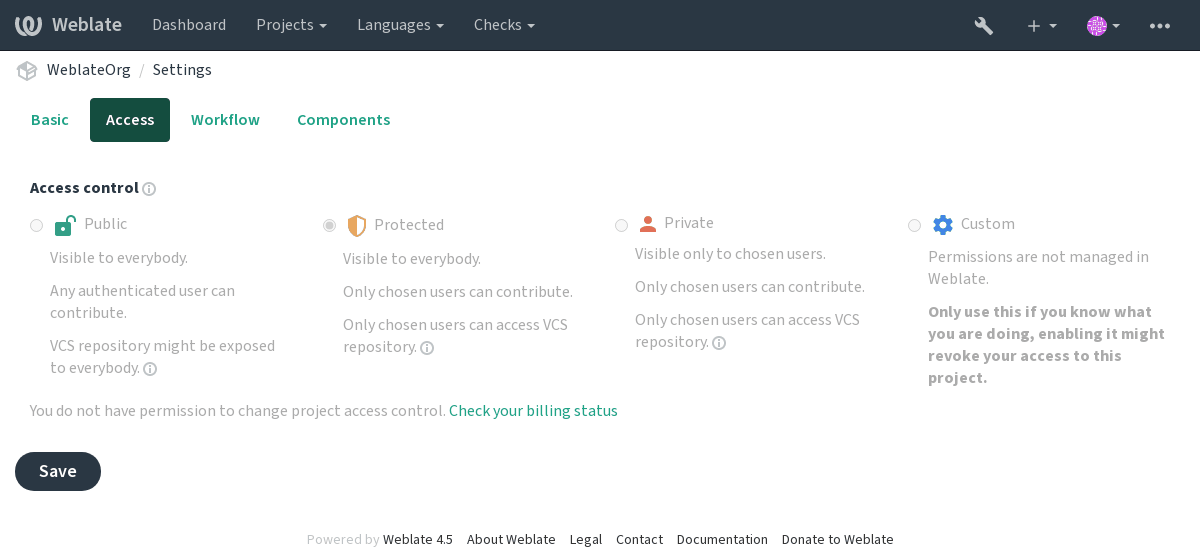 Weblate Dashboard Projects Languages Checks
WeblateOrg / Settings
Basic Access Workflow Components
Access control
Public
Visible to everybody.
Any authenticated user can
contribute.
VCS repository might be exposed
to everybody.
Protected
Visible to everybody.
Only chosen users can contribute.
Only chosen users can access VCS
repository.
Private
Visible only to chosen users.
Only chosen users can contribute.
Only chosen users can access VCS
repository.
Custom
Permissions are not managed in
Weblate.
Only use this if you know what
you are doing, enabling it might
revoke your access to this
project.
You do not have permission to change project access control. Check your billing status
Save
Powered by Weblate 4.5 About Weblate Legal Contact Documentation Donate to Weblate